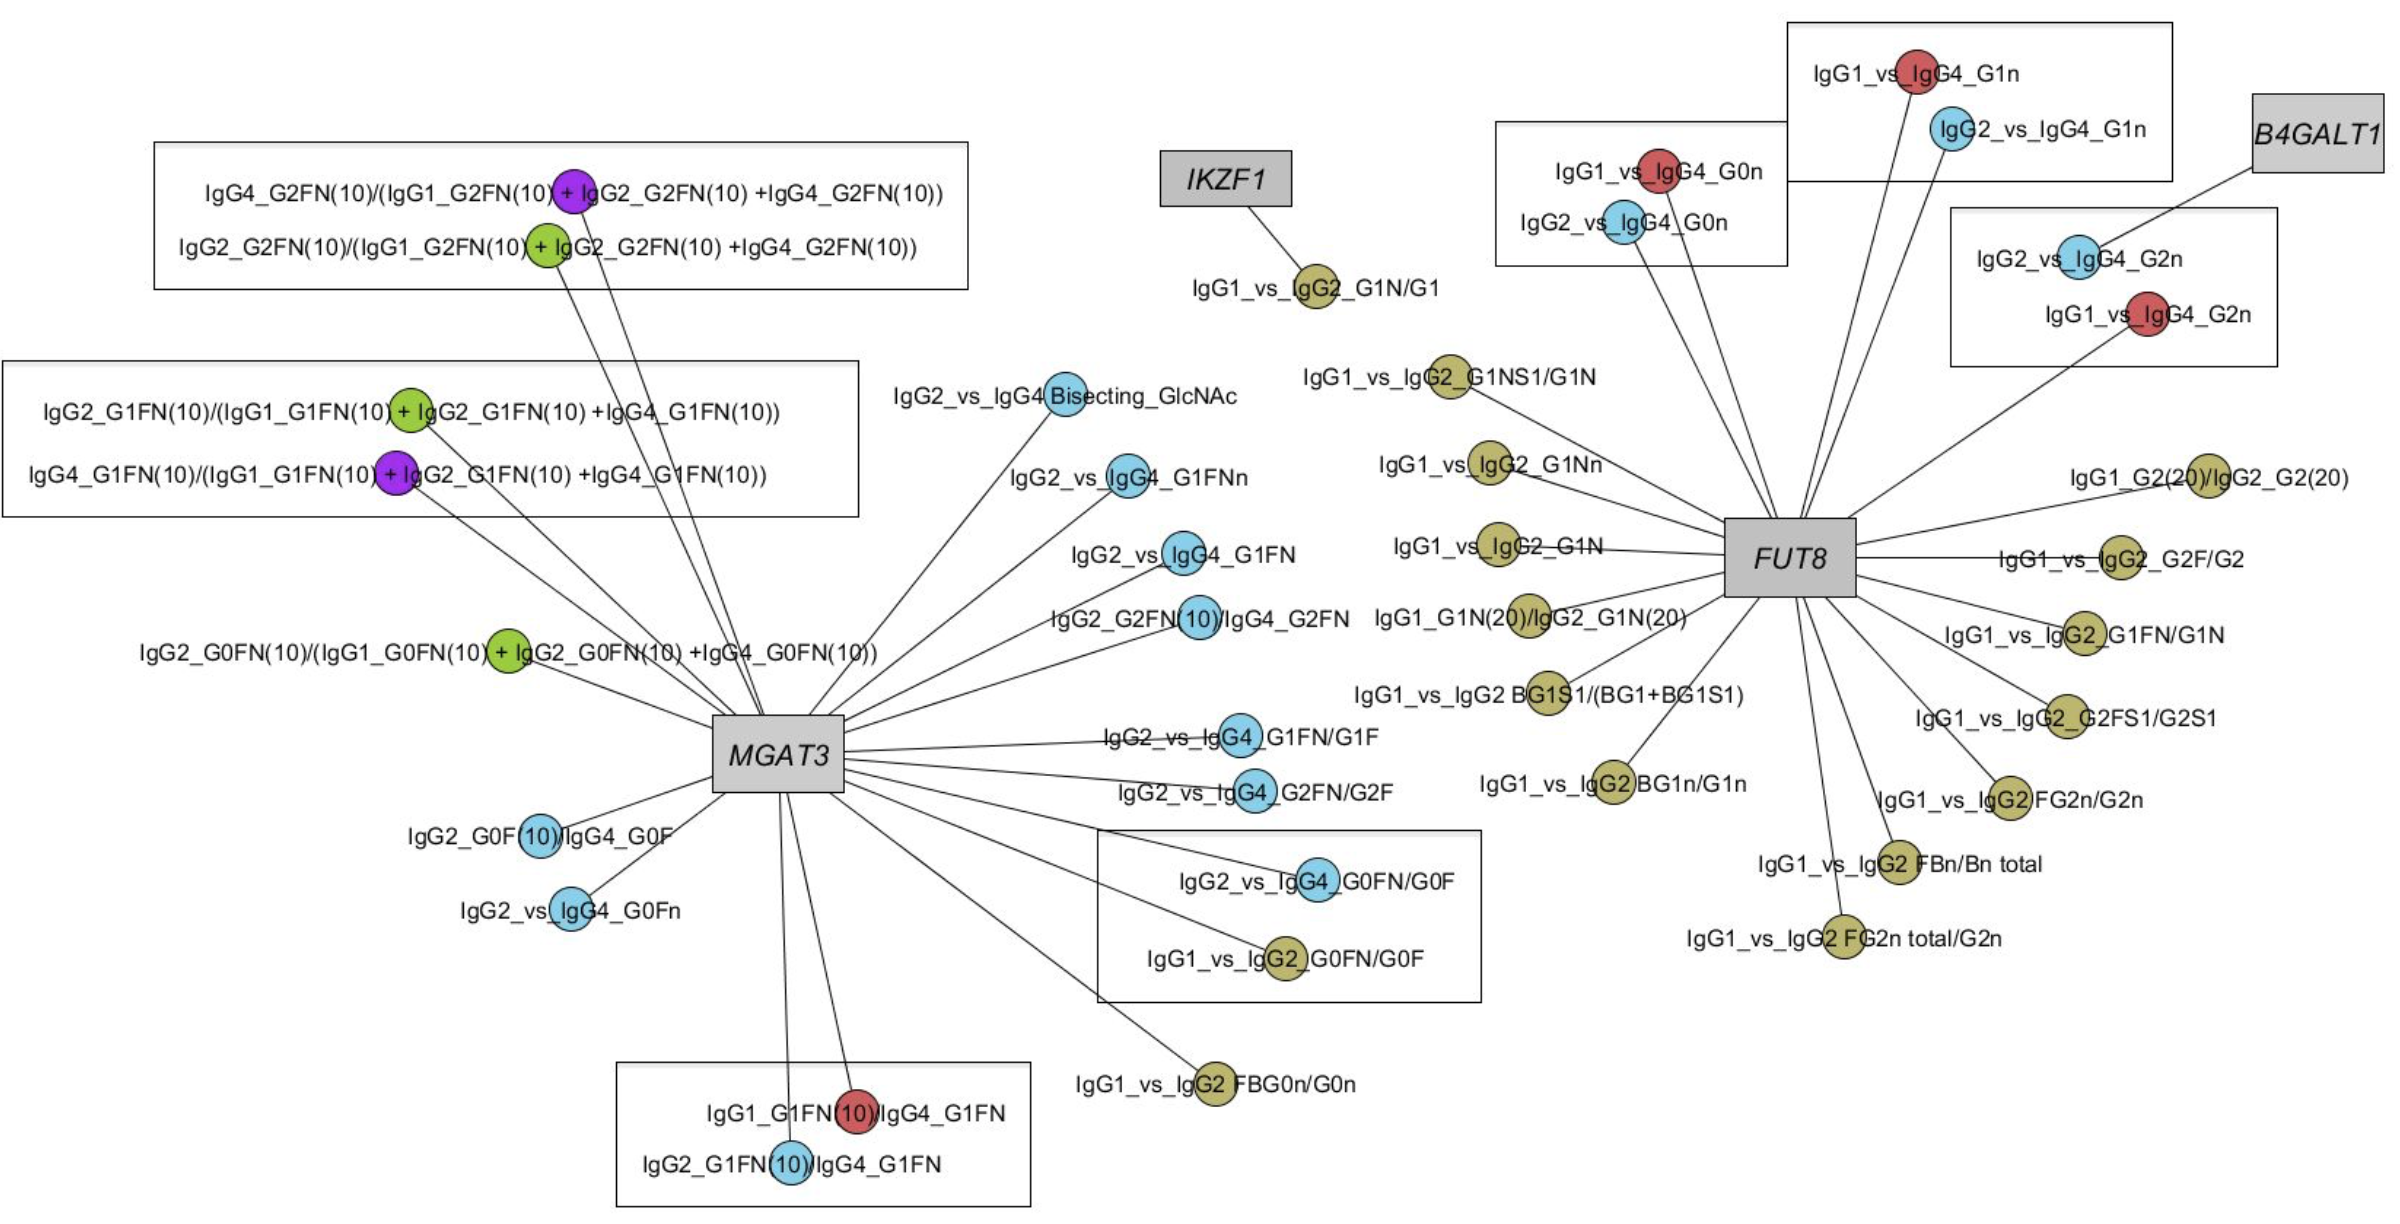 IgG1_vs_IgG4_G1n
IgG2_vs_IgG4_G1n
B4GALT1
IgG1_vs_IgG4_G0n
IgG2_vs_IgG4_G0n
IKZF1
IgG4_G2FN(10)/(IgG1_G2FN(10) + IgG2_G2FN(10) +IgG4_G2FN(10))
IgG2_G2FN(10)/(IgG1_G2FN(10) + IgG2_G2FN(10) +IgG4_G2FN(10))
IgG2_vs_IgG4_G2n
IgG1_vs_IgG4_G2n
IgG1_vs_IgG2_G1N/G1
IgG2_G1FN(10)/(IgG1_G1FN(10) + IgG2_G1FN(10) +IgG4_G1FN(10))
IgG4_G1FN(10)/(IgG1_G1FN(10) + IgG2_G1FN(10) +IgG4_G1FN(10))
IgG2_vs_IgG4 Bisecting_GlcNAc
IgG2_vs_IgG4_G1FNn
IgG2_vs_IgG4_G1FN
IgG2_G2FN(10)/IgG4_G2FN
IgG1_vs_IgG2_G1NS1/G1N
IgG1_vs_IgG2_G1Nn
IgG1_vs_IgG2_G1N
IgG1_G1N(20)/IgG2_G1N(20)
IgG1_vs_IgG2 BG1S1/(BG1+BG1S1)
IgG1_vs_IgG2 BG1n/G1n
FUT8
IgG1_G2(20)/IgG2_G2(20)
IgG1_vs_IgG2_G2F/G2
IgG1_vs_IgG2_G1FN/G1N
IgG1_vs_IgG2_G2FS1/G2S1
IgG1_vs_IgG2 FG2n/G2n
IgG1_vs_IgG2 FBn/Bn total
IgG1_vs_IgG2 FG2n total/G2n
IgG2_G0FN(10)/(IgG1_G0FN(10) + IgG2_G0FN(10) +IgG4_G0FN(10))
MGAT3
IgG2_vs_IgG4_G1FN/G1F
IgG2_vs_IgG4_G2FN/G2F
IgG2_G0F(10)/IgG4_G0F
IgG2_vs_IgG4_G0Fn
IgG2_vs_IgG4_G0FN/G0F
IgG1_vs_IgG2_G0FN/G0F
IgG1_vs_IgG2 FBG0n/G0n
IgG1_G1FN(10)/IgG4_G1FN
IgG2_G1FN(10)/IgG4_G1FN